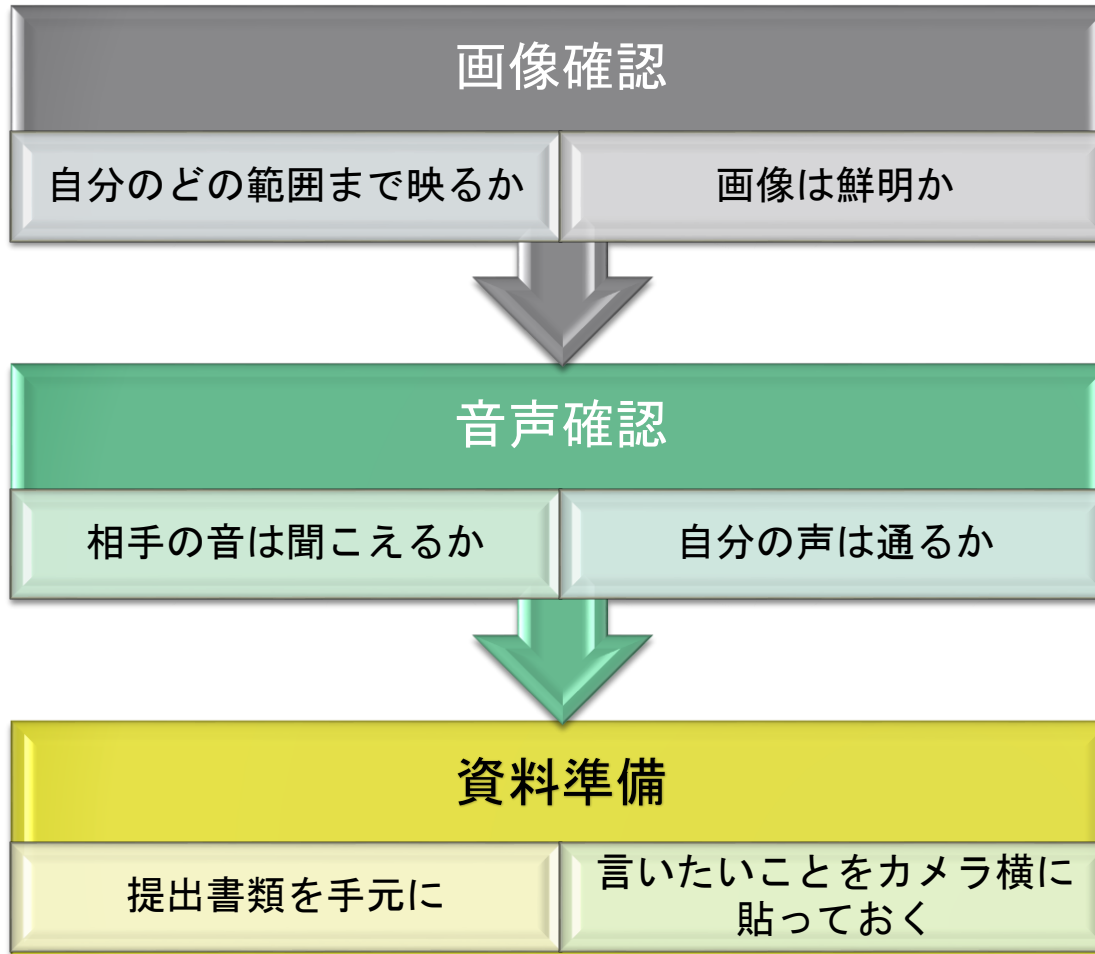 画像確認
自分のどの範囲まで映るか
画像は鮮明か
音声確認
相手の音は聞こえるか
自分の声は通るか
資料準備
提出書類を手元に
言いたいことをカメラ横に
貼っておく